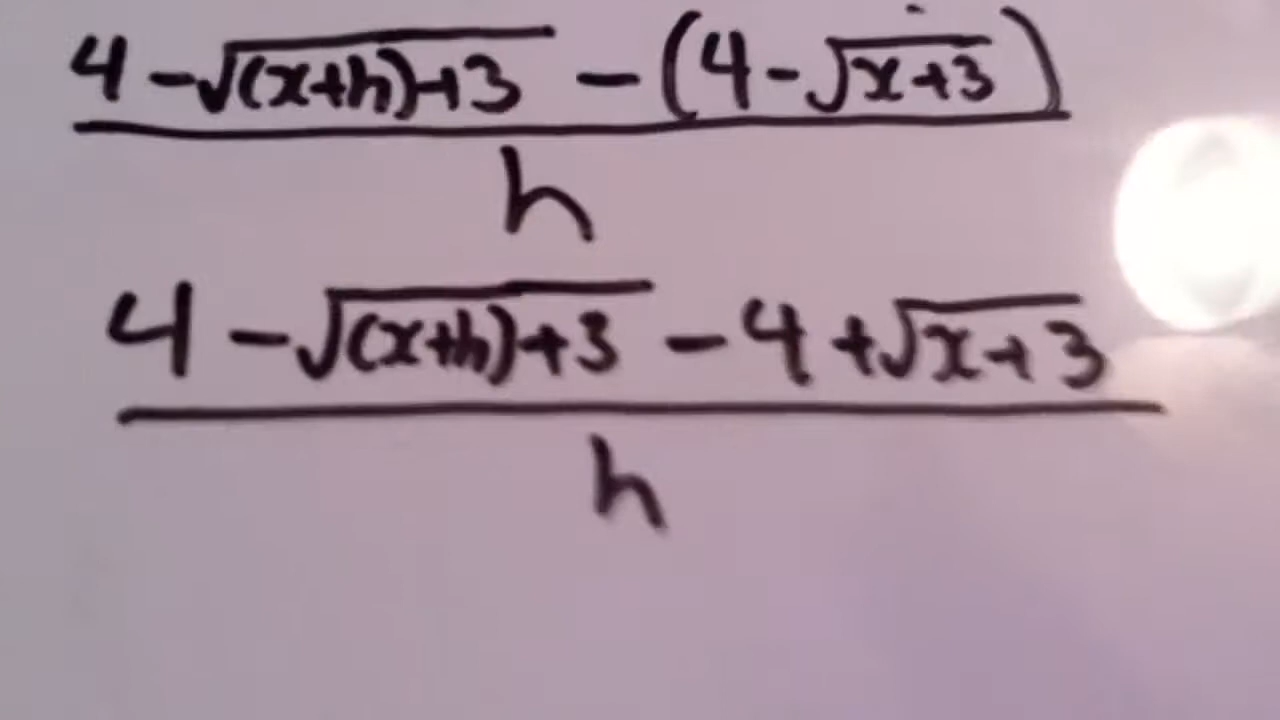 4 - √(x+h)+3 - (4 - √x+3)
h
4 - √(x+h)+3 - 4 + √x+3
h